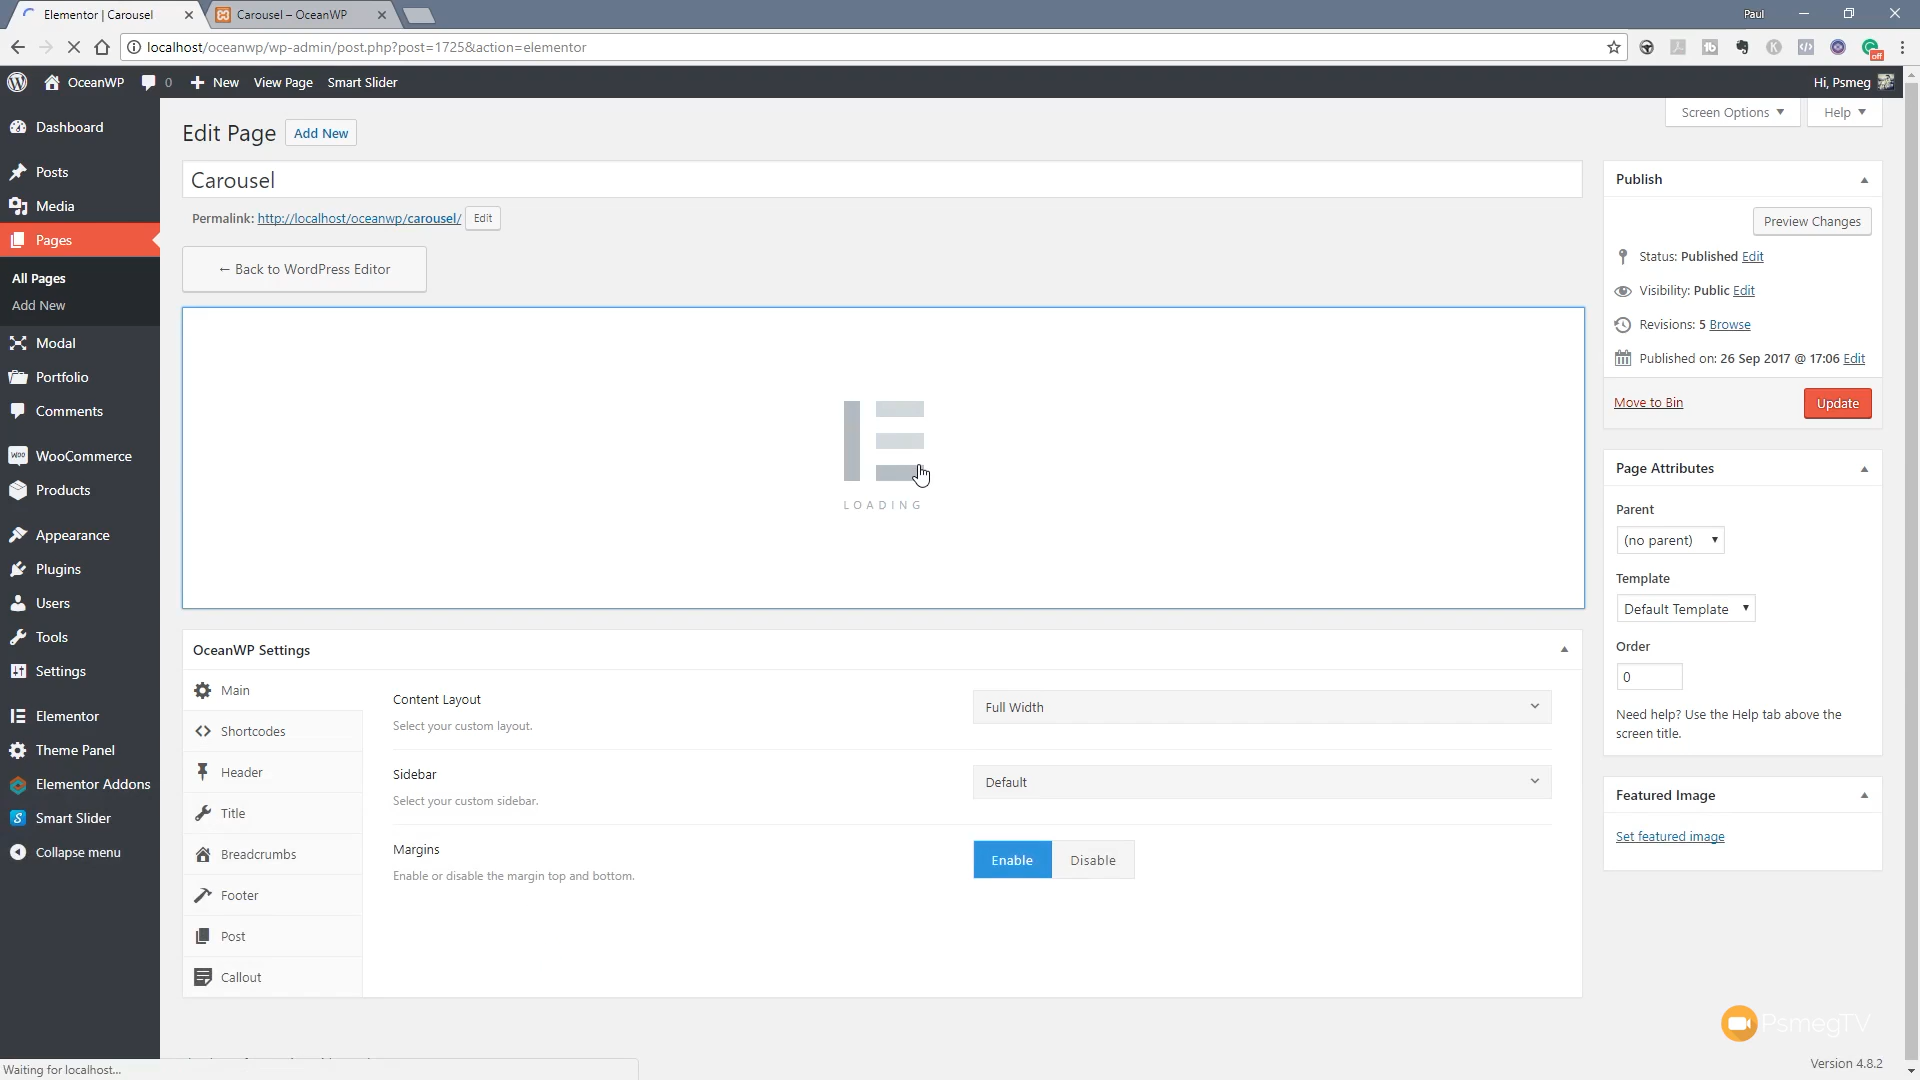 Elementor | Carousel
Carousel – OceanWP
Paul
localhost/oceanwp/wp-admin/post.php?post=1725&action=elementor
off
OceanWP
0
New
View Page
Smart Slider
Hi, Psmeg
Dashboard
Posts
Media
Pages
All Pages
Add New
Modal
Portfolio
Comments
WooCommerce
Products
Appearance
Plugins
Users
Tools
Settings
Elementor
Theme Panel
Elementor Addons
Smart Slider
Collapse menu
Edit Page
Add New
Screen Options
Help
Carousel
Permalink: http://localhost/oceanwp/carousel/ Edit
← Back to WordPress Editor
LOADING
OceanWP Settings
Main
Shortcodes
Header
Title
Breadcrumbs
Footer
Post
Callout
Content Layout
Select your custom layout.
Full Width
Sidebar
Select your custom sidebar.
Default
Margins
Enable or disable the margin top and bottom.
Enable
Disable
Publish
Preview Changes
Status: Published Edit
Visibility: Public Edit
Revisions: 5 Browse
Published on: 26 Sep 2017 @ 17:06 Edit
Move to Bin
Update
Page Attributes
Parent
(no parent)
Template
Default Template
Order
0
Need help? Use the Help tab above the
screen title.
Featured Image
Set featured image
PsmegTV
Version 4.8.2
Waiting for localhost...